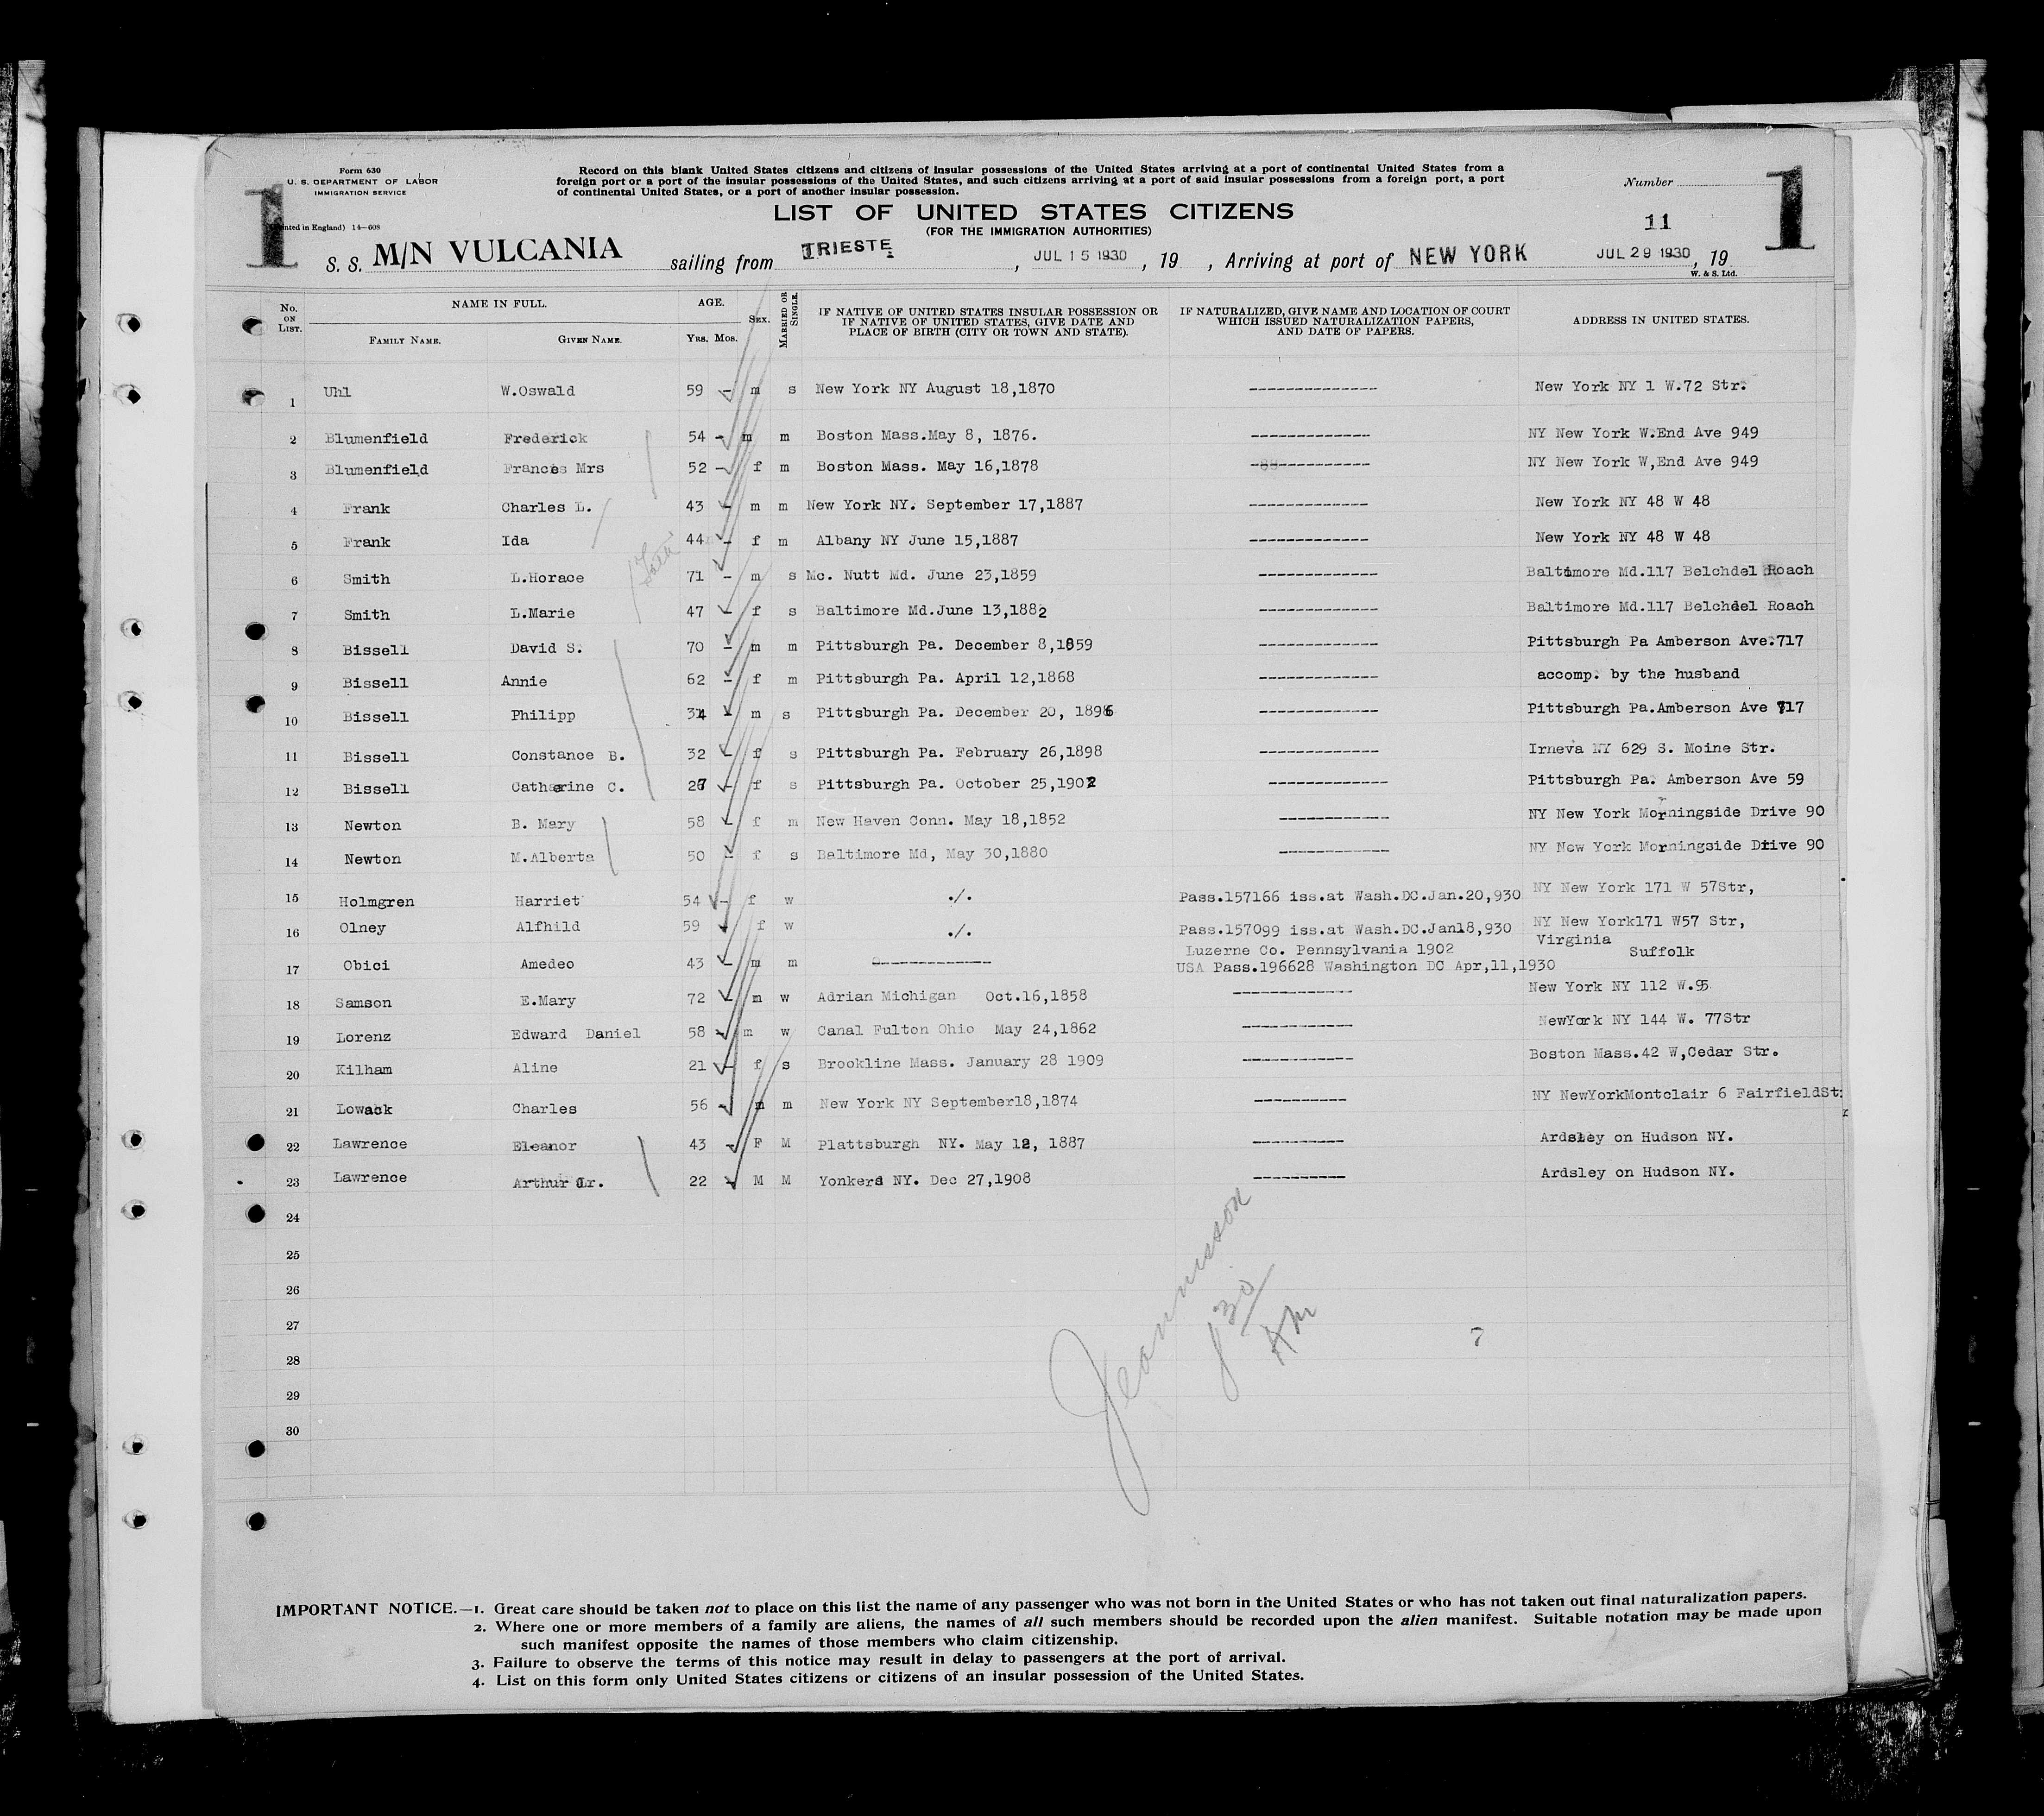 Form 630
U. S. DEPARTMENT OF LABOR
IMMIGRATION SERVICE
Record on this blank United States citizens and citizens of insular possessions of the United States arriving at a port of continental United States from a
foreign port or a port of the insular possessions of the United States, and such citizens arriving at a port of said insular possessions from a foreign port, a port
of continental United States, or a port of another insular possession.
Number
1
1
LIST OF UNITED STATES CITIZENS
(FOR THE IMMIGRATION AUTHORITIES)
11
(Printed in England) 14—608
S. S. M/N VULCANIA sailing from TRIESTE, JUL 15 1930, 19 , Arriving at port of NEW YORK JUL 29 1930, 19
W. & S. Ltd.
No. ON LIST. NAME IN FULL. AGE. SEX. MARRIED OR SINGLE. IF NATIVE OF UNITED STATES INSULAR POSSESSION OR IF NATIVE OF UNITED STATES, GIVE DATE AND PLACE OF BIRTH (CITY OR TOWN AND STATE). IF NATURALIZED, GIVE NAME AND LOCATION OF COURT WHICH ISSUED NATURALIZATION PAPERS, AND DATE OF PAPERS. ADDRESS IN UNITED STATES.
FAMILY NAME. GIVEN NAME. YRS. MOS.
1 Uhl W.Oswald 59 - m s New York NY August 18,1870 ------------- New York NY 1 W.72 Str.
2 Blumenfield Frederick 54 - m m Boston Mass.May 8, 1876. ------------ NY New York W.End Ave 949
3 Blumenfield Frances Mrs 52 - f m Boston Mass. May 16,1878 ------------ NY New York W,End Ave 949
4 Frank Charles L. 43 - m m New York NY. September 17,1887 ------------ New York NY 48 W 48
5 Frank Ida 44 - f m Albany NY June 15,1887 ------------ New York NY 48 W 48
6 Smith L.Horace 71 - m s Mc. Nutt Md. June 23,1859 ------------ Baltimore Md.117 Belchdel Roach
7 Smith L.Marie 47 - f s Baltimore Md.June 13,1882 ------------ Baltimore Md.117 Belchdel Roach
8 Bissell David S. 70 - m m Pittsburgh Pa. December 8,1859 ------------ Pittsburgh Pa Amberson Ave.717
9 Bissell Annie 62 - f m Pittsburgh Pa. April 12,1868 ------------ accomp. by the husband
10 Bissell Philipp 34 - m s Pittsburgh Pa. December 20, 1896 ------------ Pittsburgh Pa.Amberson Ave 717
11 Bissell Constance B. 32 - f s Pittsburgh Pa. February 26,1898 ------------ Irneva NY 629 S. Moine Str.
12 Bissell Catherine C. 27 - f s Pittsburgh Pa. October 25,1902 ------------ Pittsburgh Pa. Amberson Ave 59
13 Newton B. Mary 58 - f m New Haven Conn. May 18,1852 ----------- NY New York Morningside Drive 90
14 Newton M.Alberta 50 - f s Baltimore Md, May 30,1880 ----------- NY New York Morningside Drive 90
15 Holmgren Harriet 54 - f w ./. Pass.157166 iss.at Wash.DC.Jan.20,930 NY New York 171 W 57Str,
16 Olney Alfhild 59 - f w ./. Pass.157099 iss.at Wash.DC.Jan18,930 NY New York171 W57 Str,
Luzerne Co. Pennsylvania 1902 Virginia
17 Obici Amedeo 43 - m m ------------ USA Pass.196628 Washington DC Apr,11,1930 Suffolk
18 Samson E.Mary 72 - m w Adrian Michigan Oct.16,1858 ------------ New York NY 112 W.95
19 Lorenz Edward Daniel 58 - m w Canal Fulton Ohio May 24,1862 ----------- NewYork NY 144 W. 77Str
20 Kilham Aline 21 - f s Brookline Mass. January 28 1909 ----------- Boston Mass.42 W,Cedar Str.
21 Lowack Charles 56 - m m New York NY September18,1874 ---------- NY NewYorkMontclair 6 FairfieldStr
22 Lawrence Eleanor 43 - F M Plattsburgh NY. May 12, 1887 ---------- Ardsley on Hudson NY.
23 Lawrence Arthur Jr. 22 - M M Yonkers NY. Dec 27,1908 ---------- Ardsley on Hudson NY.
24
25
26
27
28
29
30
7
IMPORTANT NOTICE.—1. Great care should be taken not to place on this list the name of any passenger who was not born in the United States or who has not taken out final naturalization papers.
2. Where one or more members of a family are aliens, the names of all such members should be recorded upon the alien manifest. Suitable notation may be made upon
such manifest opposite the names of those members who claim citizenship.
3. Failure to observe the terms of this notice may result in delay to passengers at the port of arrival.
4. List on this form only United States citizens or citizens of an insular possession of the United States.